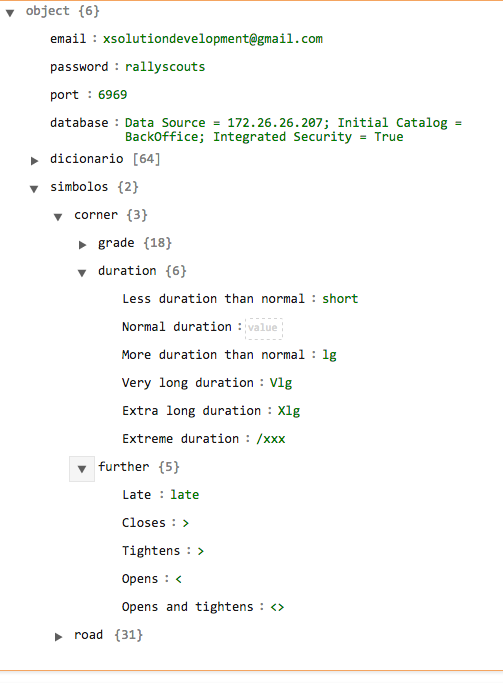 object {6}
email : xsolutiondevelopment@gmail.com
password : rallyscouts
port : 6969
database : Data Source = 172.26.26.207; Initial Catalog =
BackOffice; Integrated Security = True
dicionario [64]
simbolos {2}
corner {3}
grade {18}
duration {6}
Less duration than normal : short
Normal duration : value
More duration than normal : lg
Very long duration : Vlg
Extra long duration : Xlg
Extreme duration : /xxx
further {5}
Late : late
Closes : >
Tightens : >
Opens : <
Opens and tightens : <>
road {31}